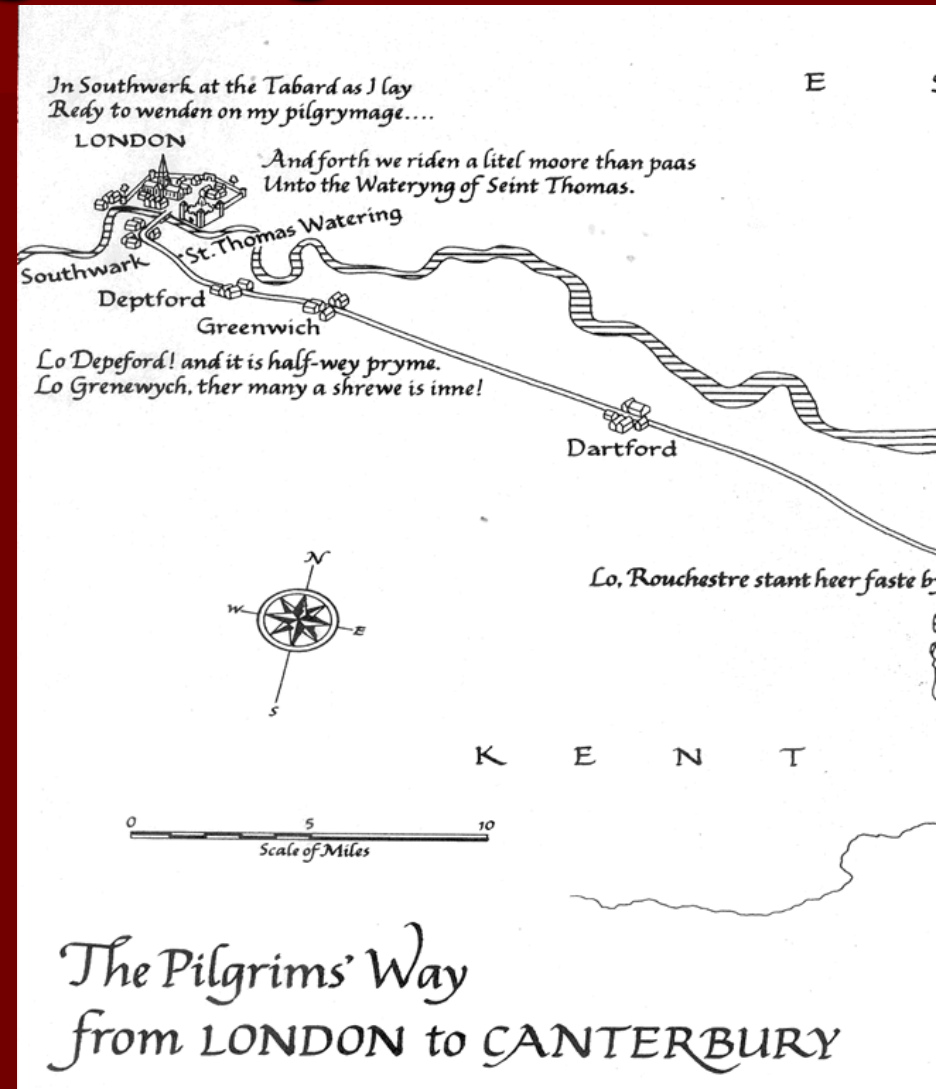 In Southwerk at the Tabard as I lay
Redy to wenden on my pilgrymage....
LONDON
And forth we riden a litel moore than paas
Unto the Wateryng of Seint Thomas.
St. Thomas Watering
Southwark
Deptford
Greenwich
Lo Depeford! and it is half-wey pryme.
Lo Grenewych, ther many a shrewe is inne!
Dartford
Lo, Rouchestre stant heer faste by
E S
N
W
E
S
K E N T
0 5 10
Scale of Miles
The Pilgrims' Way
from LONDON to CANTERBURY